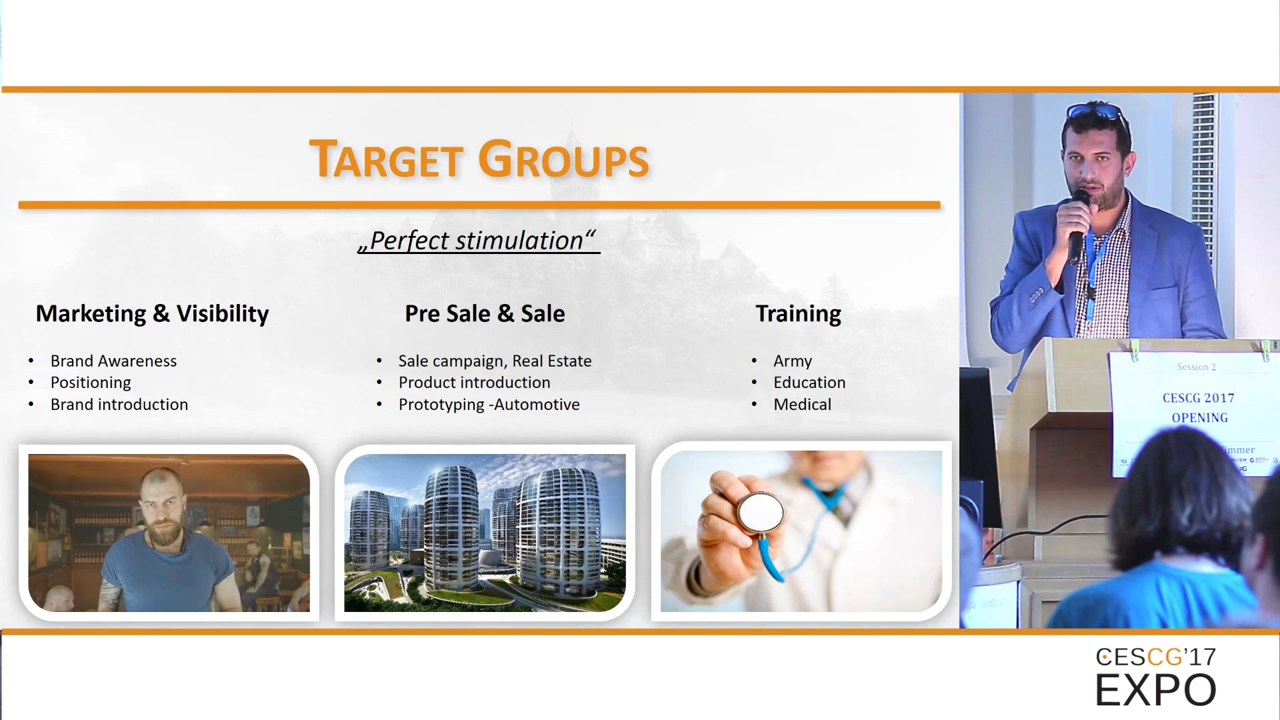 TARGET GROUPS
„Perfect stimulation“
Marketing & Visibility
• Brand Awareness
• Positioning
• Brand introduction
Pre Sale & Sale
• Sale campaign, Real Estate
• Product introduction
• Prototyping -Automotive
Training
• Army
• Education
• Medical
Session 2
CESCG 2017
OPENING
CESCG’17
EXPO